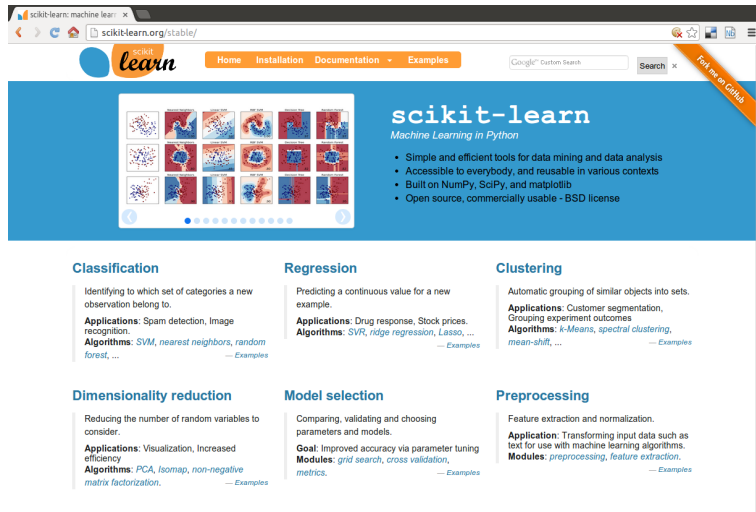 scikit-learn: machine lear
scikit-learn.org/stable/
scikit
learn
Home Installation Documentation Examples
Google™ Custom Search
Search ×
Fork me on GitHub
scikit-learn
Machine Learning in Python
Simple and efficient tools for data mining and data analysis
Accessible to everybody, and reusable in various contexts
Built on NumPy, SciPy, and matplotlib
Open source, commercially usable - BSD license
Classification
Identifying to which set of categories a new
observation belong to.
Applications: Spam detection, Image
recognition.
Algorithms: SVM, nearest neighbors, random
forest, ... — Examples
Regression
Predicting a continuous value for a new
example.
Applications: Drug response, Stock prices.
Algorithms: SVR, ridge regression, Lasso, ...
— Examples
Clustering
Automatic grouping of similar objects into sets.
Applications: Customer segmentation,
Grouping experiment outcomes
Algorithms: k-Means, spectral clustering,
mean-shift, ... — Examples
Dimensionality reduction
Reducing the number of random variables to
consider.
Applications: Visualization, Increased
efficiency
Algorithms: PCA, Isomap, non-negative
matrix factorization. — Examples
Model selection
Comparing, validating and choosing
parameters and models.
Goal: Improved accuracy via parameter tuning
Modules: grid search, cross validation,
metrics. — Examples
Preprocessing
Feature extraction and normalization.
Application: Transforming input data such as
text for use with machine learning algorithms.
Modules: preprocessing, feature extraction.
— Examples